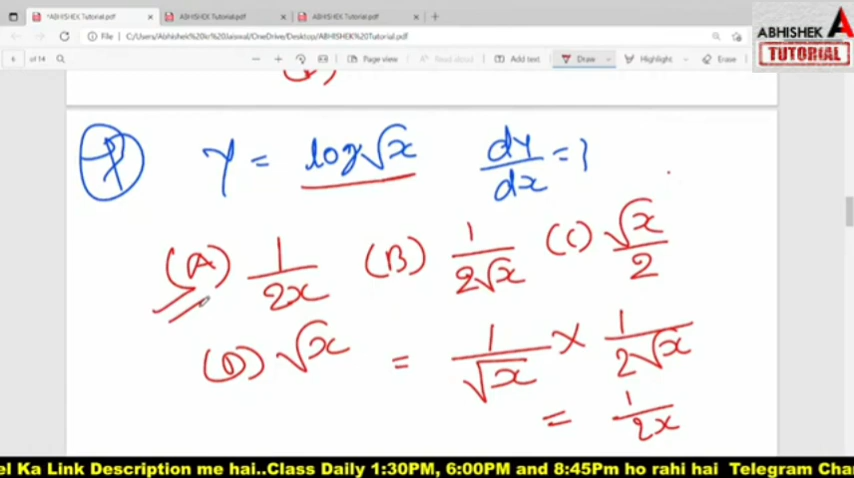 *ABHISHEK Tutorial.pdf ABHISHEK Tutorial.pdf ABHISHEK Tutorial.pdf
File C:/Users/Abhishek kr%20Jaiswal/OneDrive/Desktop/ABHISHEK%20Tutorial.pdf
6 of 14 Page view Read aloud Add text Draw Highlight Erase
ABHISHEK A
TUTORIAL
y = log√x dy/dx = ?
(A) 1/2x (B) 1/2√x (C) √x/2
(D) √x = 1/√x × 1/2√x
= 1/2x
el Ka Link Description me hai..Class Daily 1:30PM, 6:00PM and 8:45Pm ho rahi hai Telegram Cha